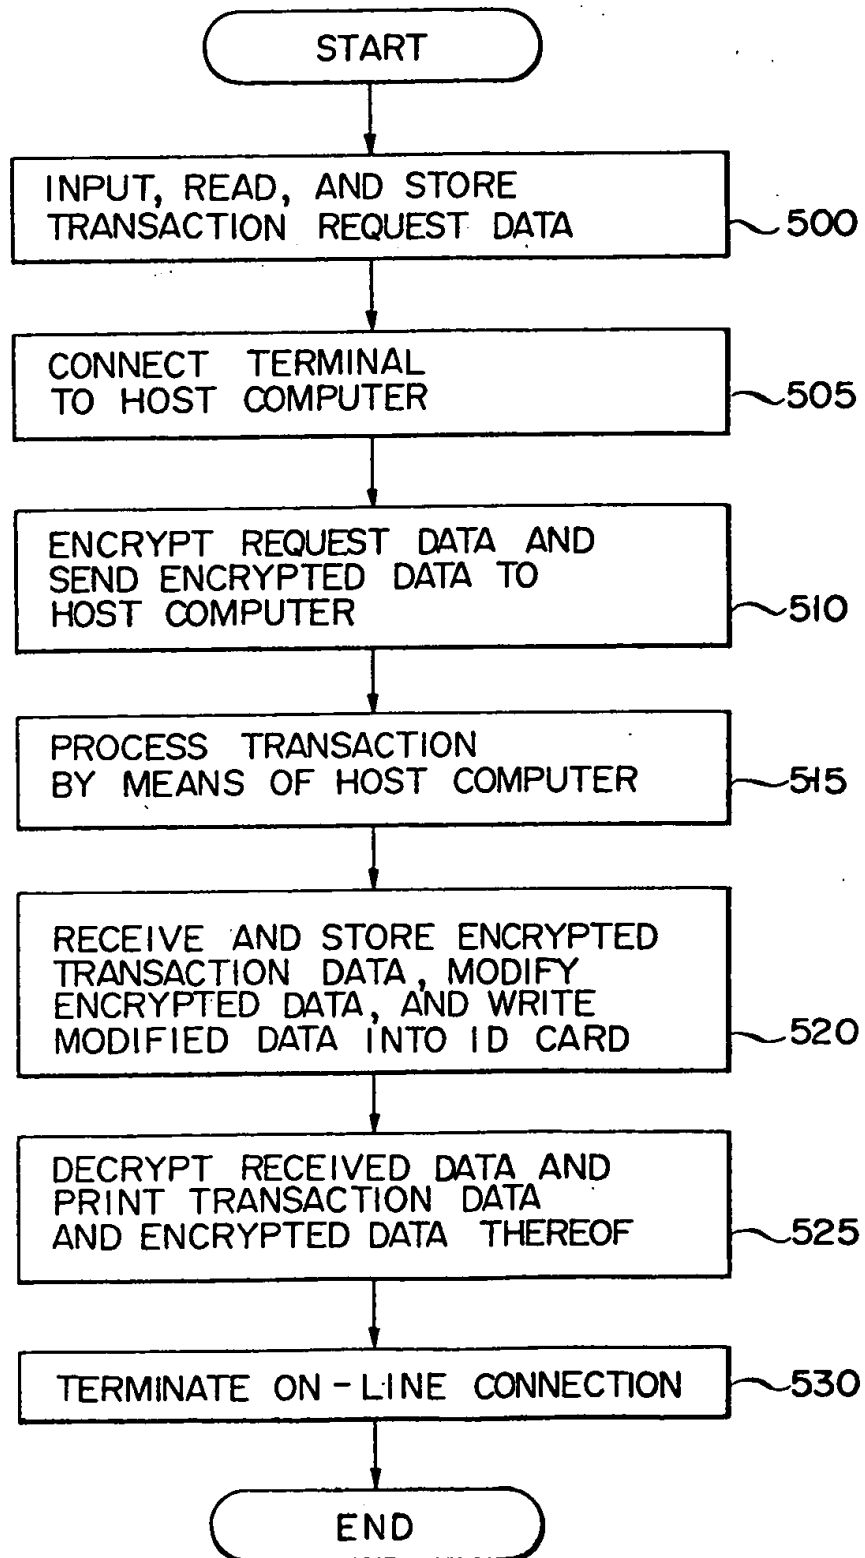 START
INPUT, READ, AND STORE
TRANSACTION REQUEST DATA
500
CONNECT TERMINAL
TO HOST COMPUTER
505
ENCRYPT REQUEST DATA AND
SEND ENCRYPTED DATA TO
HOST COMPUTER
510
PROCESS TRANSACTION
BY MEANS OF HOST COMPUTER
515
RECEIVE AND STORE ENCRYPTED
TRANSACTION DATA, MODIFY
ENCRYPTED DATA, AND WRITE
MODIFIED DATA INTO ID CARD
520
DECRYPT RECEIVED DATA AND
PRINT TRANSACTION DATA
AND ENCRYPTED DATA THEREOF
525
TERMINATE ON-LINE CONNECTION
530
END